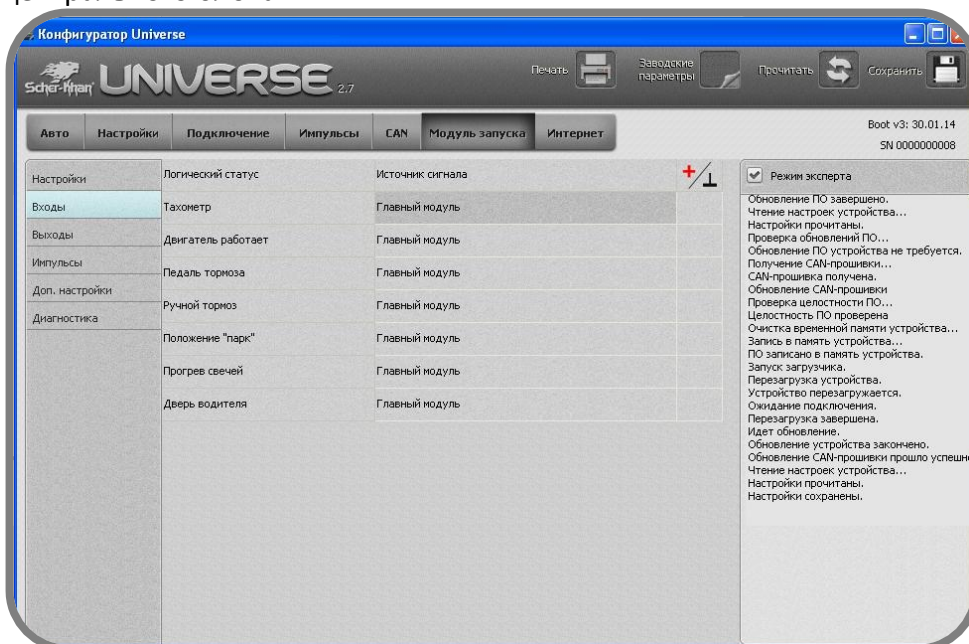 Конфигуратор Universe
Scher-Khan UNIVERSE 2.7
Печать
Заводские параметры
Прочитать
Сохранить
Авто Настройки Подключение Импульсы CAN Модуль запуска Интернет
Boot v3: 30.01.14
SN 0000000008
Настройки
Входы
Выходы
Импульсы
Доп. настройки
Диагностика
Логический статус Источник сигнала +/⊥
Тахометр Главный модуль
Двигатель работает Главный модуль
Педаль тормоза Главный модуль
Ручной тормоз Главный модуль
Положение "парк" Главный модуль
Прогрев свечей Главный модуль
Дверь водителя Главный модуль
Режим эксперта
Обновление ПО завершено.
Чтение настроек устройства...
Настройки прочитаны.
Проверка обновлений ПО...
Обновление ПО устройства не требуется.
Получение CAN-прошивки...
CAN-прошивка получена.
Обновление CAN-прошивки
Проверка целостности ПО...
Целостность ПО проверена
Очистка временной памяти устройства...
Запись в память устройства...
ПО записано в память устройства.
Запуск загрузчика.
Перезагрузка устройства.
Устройство перезагружается.
Ожидание подключения.
Перезагрузка завершена.
Идет обновление.
Обновление устройства закончено.
Обновление CAN-прошивки прошло успешн
Чтение настроек устройства...
Настройки прочитаны.
Настройки сохранены.